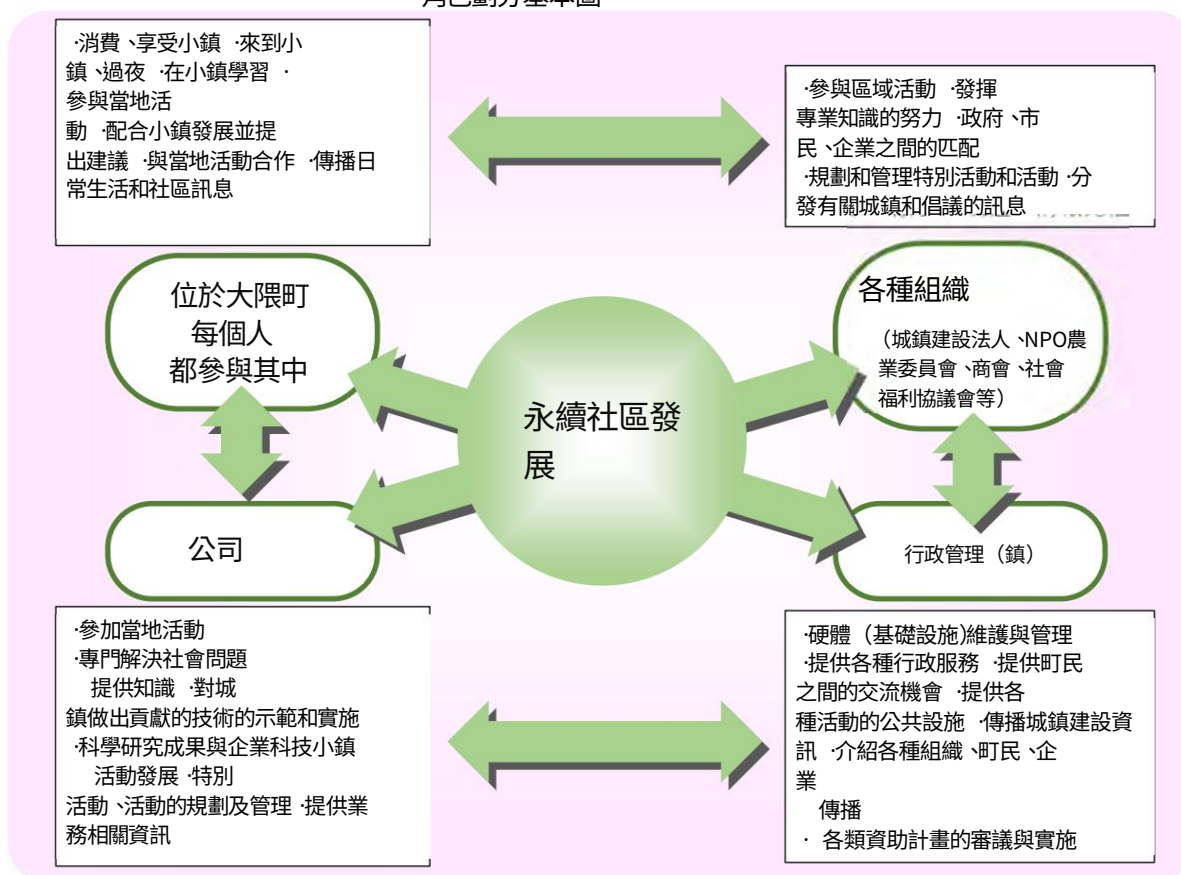 角色劃分基本圖
·消費、享受小鎮 ·來到小
鎮、過夜 ·在小鎮學習 ·
參與當地活
動 ·配合小鎮發展並提
出建議 ·與當地活動合作 ·傳播日
常生活和社區訊息
·參與區域活動 ·發揮
專業知識的努力 ·政府、市
民、企業之間的匹配
·規劃和管理特別活動和活動 ·分
發有關城鎮和倡議的訊息
位於大隈町
每個人
都參與其中
各種組織
（城鎮建設法人、NPO農
業委員會、商會、社會
福利協議會等）
永續社區發
展
公司
行政管理（鎮）
·參加當地活動
·專門解決社會問題
提供知識 ·對城
鎮做出貢獻的技術的示範和實施
·科學研究成果與企業科技小鎮
活動發展 ·特別
活動、活動的規劃及管理 ·提供業
務相關資訊
·硬體（基礎設施)維護與管理
·提供各種行政服務 ·提供町民
之間的交流機會 ·提供各
種活動的公共設施 ·傳播城鎮建設資
訊 ·介紹各種組織、町民、企
業
傳播
· 各類資助計畫的審議與實施